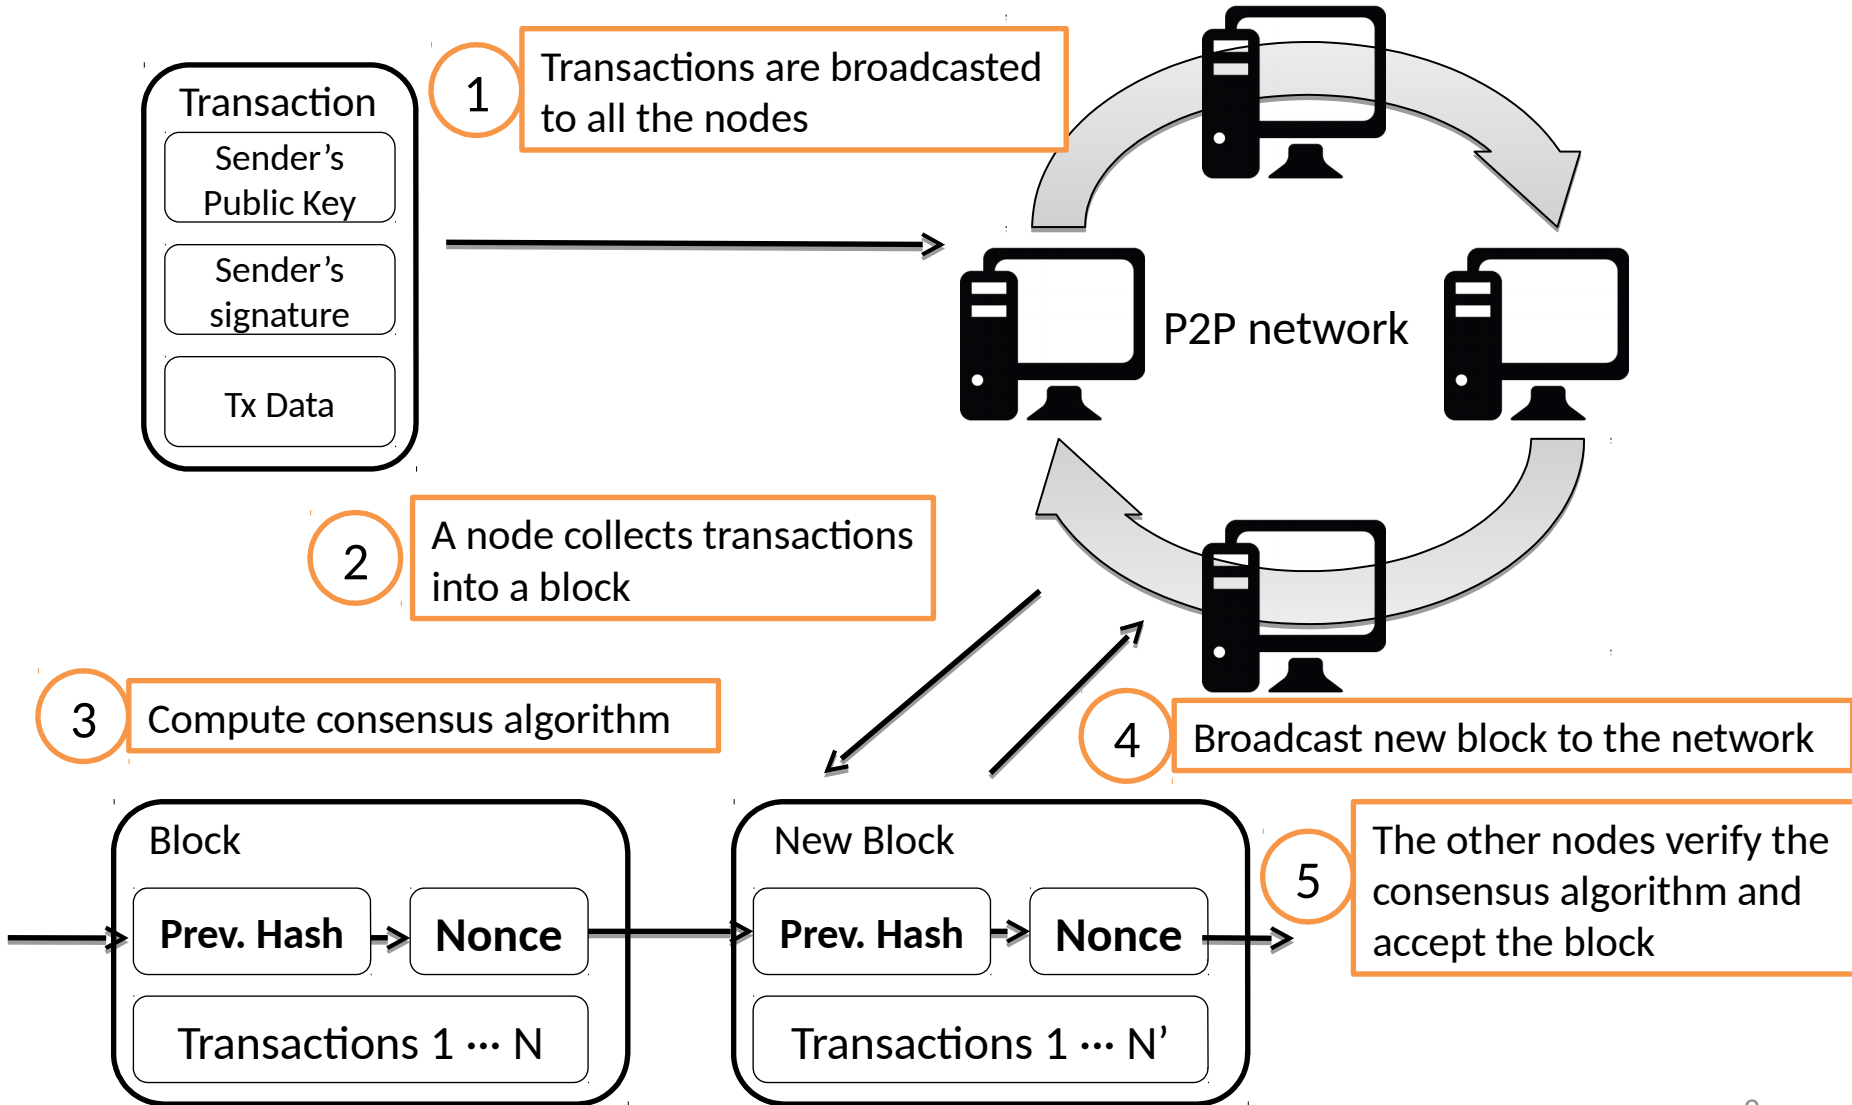 Transaction
Sender’s
Public Key
Sender’s
signature
Tx Data
1
Transactions are broadcasted
to all the nodes
P2P network
2
A node collects transactions
into a block
3
Compute consensus algorithm
4
Broadcast new block to the network
Block
Prev. Hash
Nonce
Transactions 1 ··· N
New Block
Prev. Hash
Nonce
Transactions 1 ··· N’
5
The other nodes verify the
consensus algorithm and
accept the block